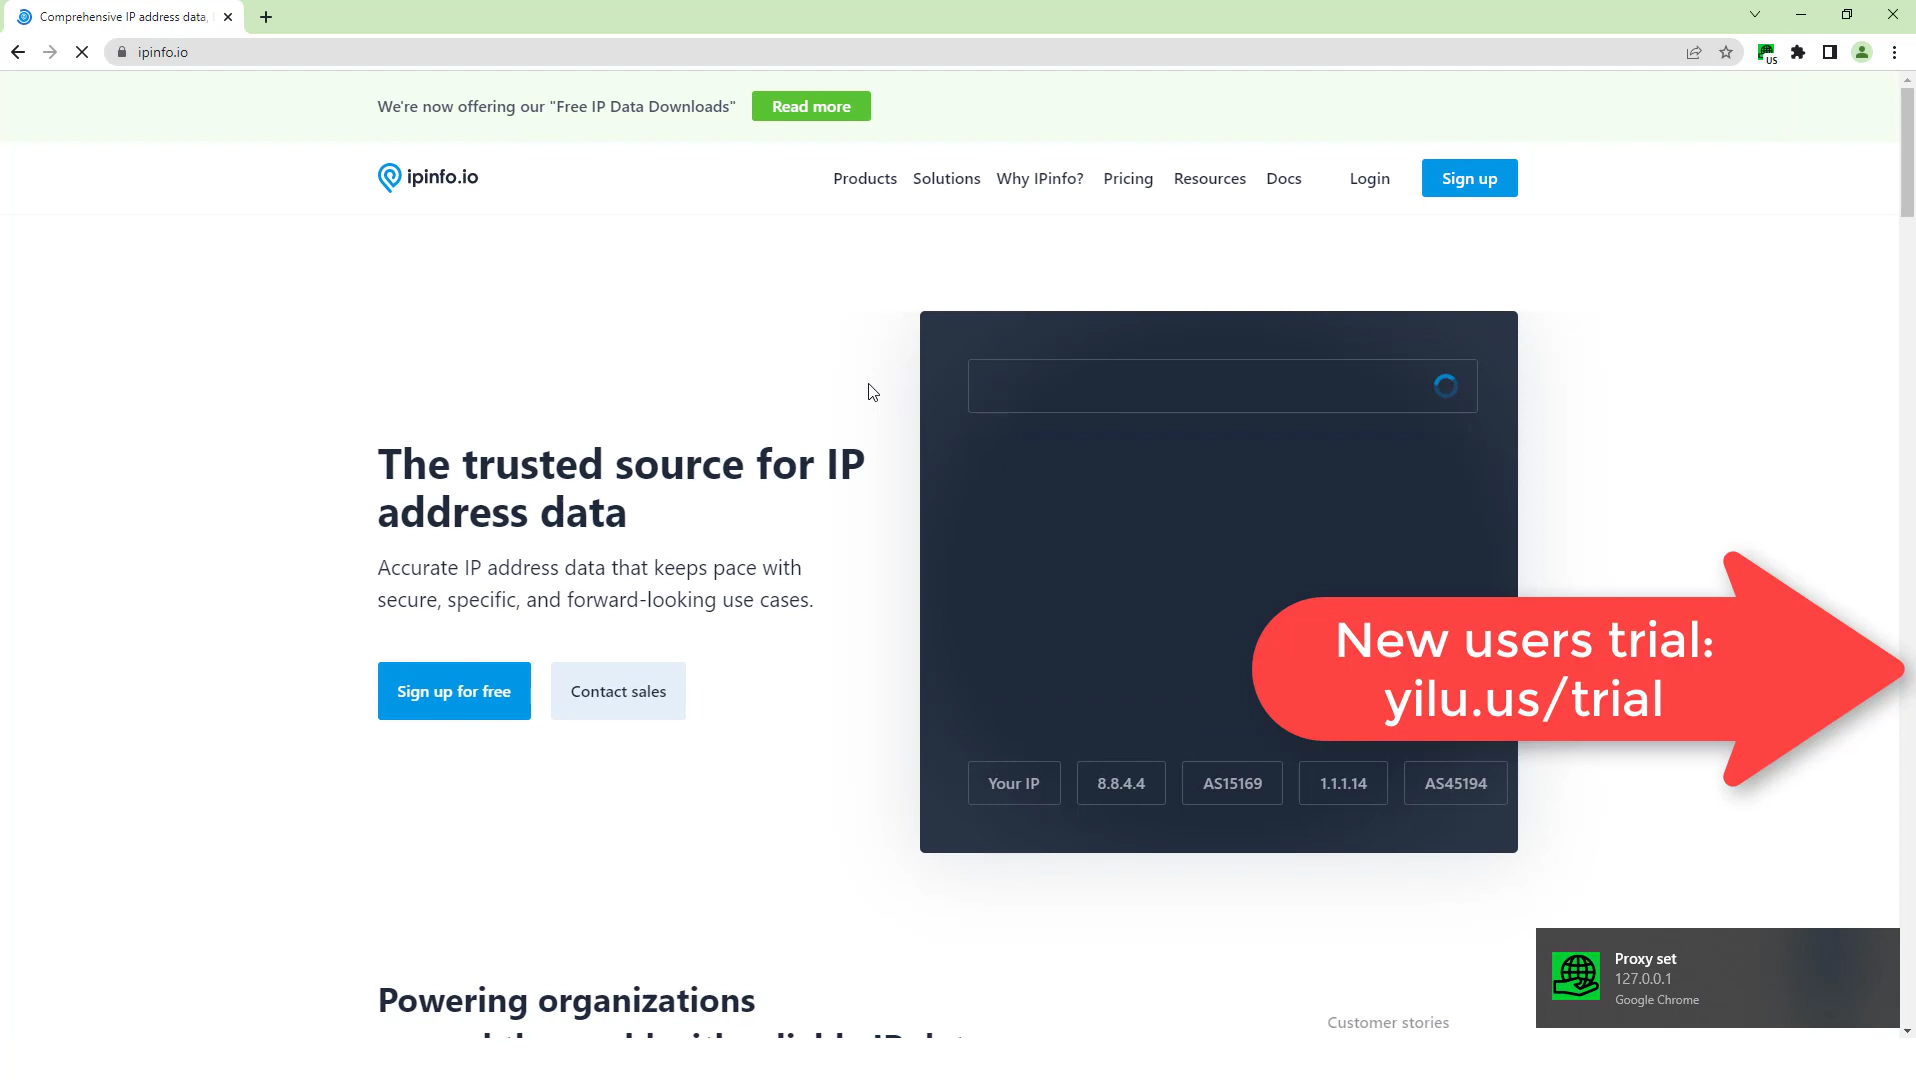 Comprehensive IP address data,
ipinfo.io
US
We're now offering our "Free IP Data Downloads"
Read more
ipinfo.io
Products
Solutions
Why IPinfo?
Pricing
Resources
Docs
Login
Sign up
The trusted source for IP
address data
Accurate IP address data that keeps pace with
secure, specific, and forward-looking use cases.
Sign up for free
Contact sales
New users trial:
yilu.us/trial
Your IP
8.8.4.4
AS15169
1.1.1.14
AS45194
Proxy set
127.0.0.1
Google Chrome
Powering organizations
Customer stories